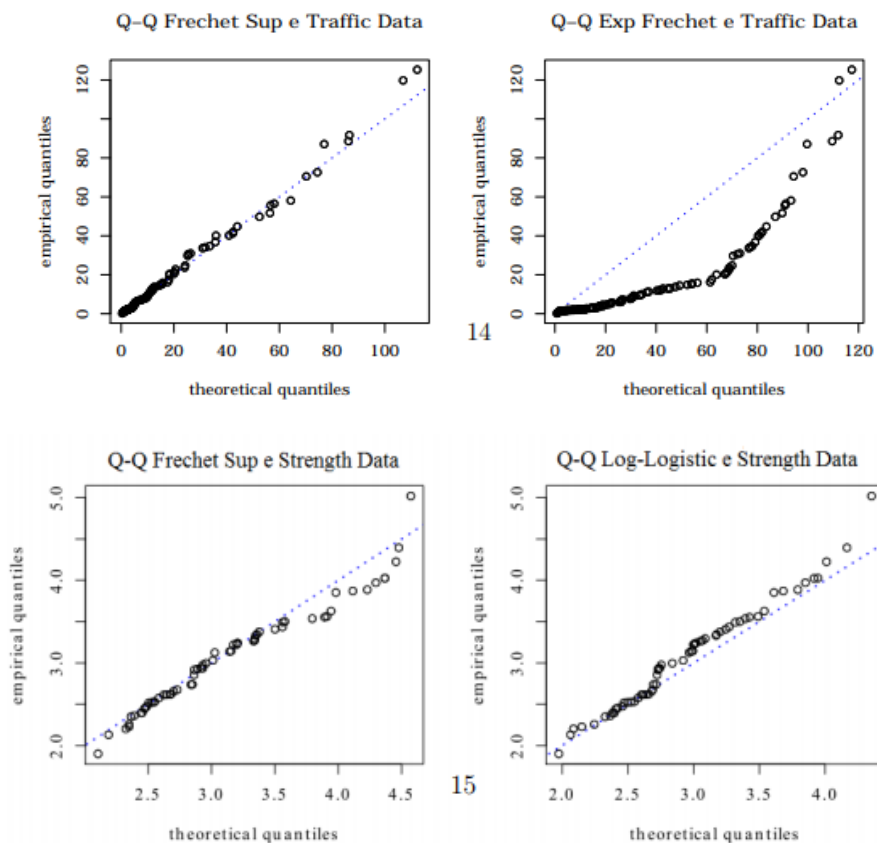 Q–Q Frechet Sup e Traffic Data
Q–Q Exp Frechet e Traffic Data
empirical quantiles
0 20 40 60 80 120
0 20 40 60 80 100
theoretical quantiles
empirical quantiles
0 20 40 60 80 120
0 20 40 60 80 100 120
theoretical quantiles
14
Q-Q Frechet Sup e Strength Data
Q-Q Log-Logistic e Strength Data
empirical quantiles
2.0 3.0 4.0 5.0
2.5 3.0 3.5 4.0 4.5
theoretical quantiles
empirical quantiles
2.0 3.0 4.0 5.0
2.0 2.5 3.0 3.5 4.0
theoretical quantiles
15